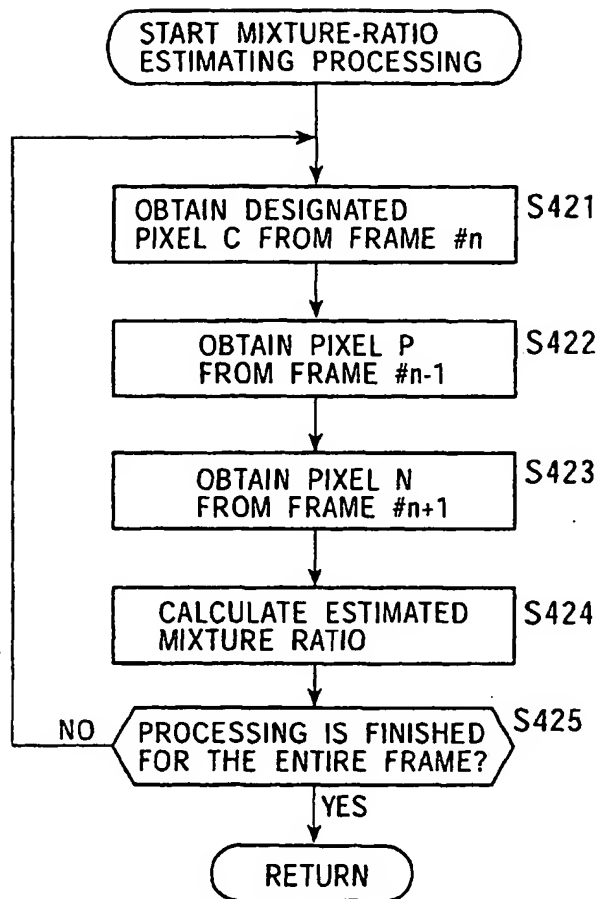 START MIXTURE-RATIO
ESTIMATING PROCESSING
OBTAIN DESIGNATED
PIXEL C FROM FRAME #n
S421
OBTAIN PIXEL P
FROM FRAME #n-1
S422
OBTAIN PIXEL N
FROM FRAME #n+1
S423
CALCULATE ESTIMATED
MIXTURE RATIO
S424
PROCESSING IS FINISHED
FOR THE ENTIRE FRAME?
S425
NO
YES
RETURN